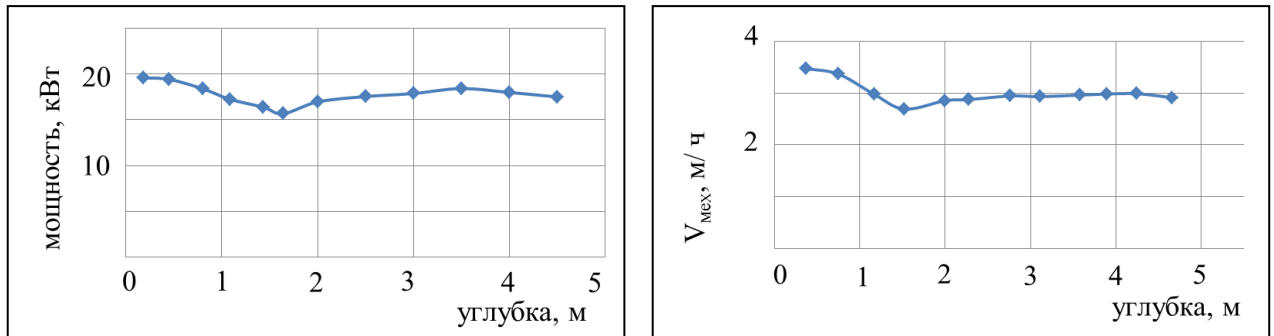 мощность, кВт
20
10
0 1 2 3 4 5
углубка, м
Vмех, м/ ч
4
2
0 1 2 3 4 5
углубка, м